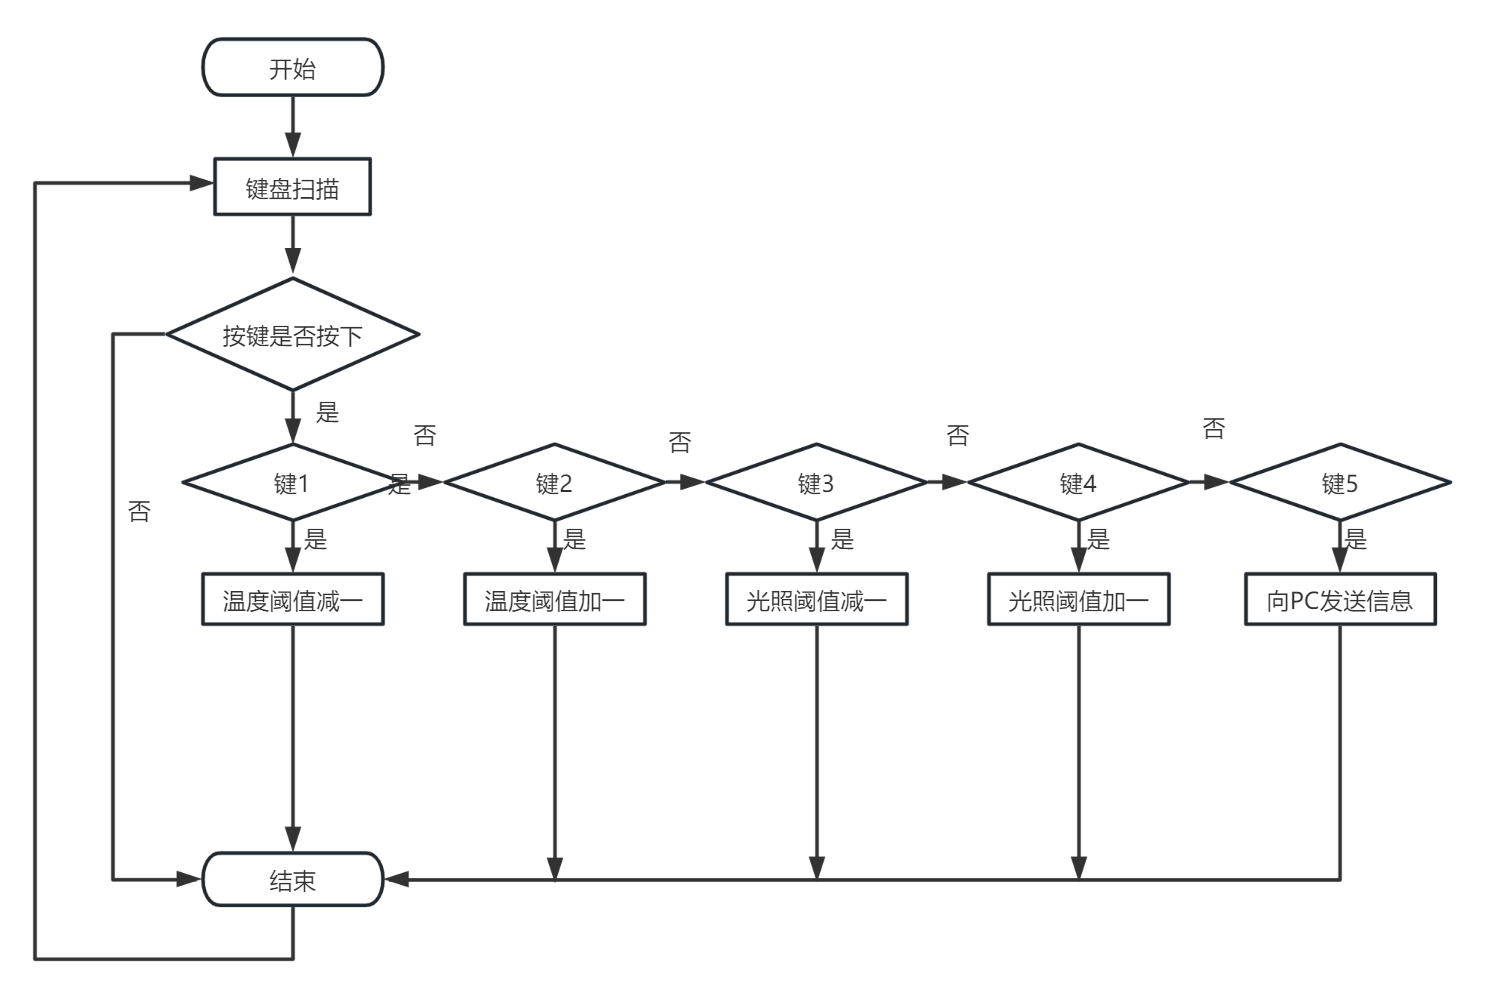 开始
键盘扫描
按键是否按下
是
否
否
否
否
键1
是
键2
键3
键4
键5
否
是
是
是
是
是
温度阈值减一
温度阈值加一
光照阈值减一
光照阈值加一
向PC发送信息
结束